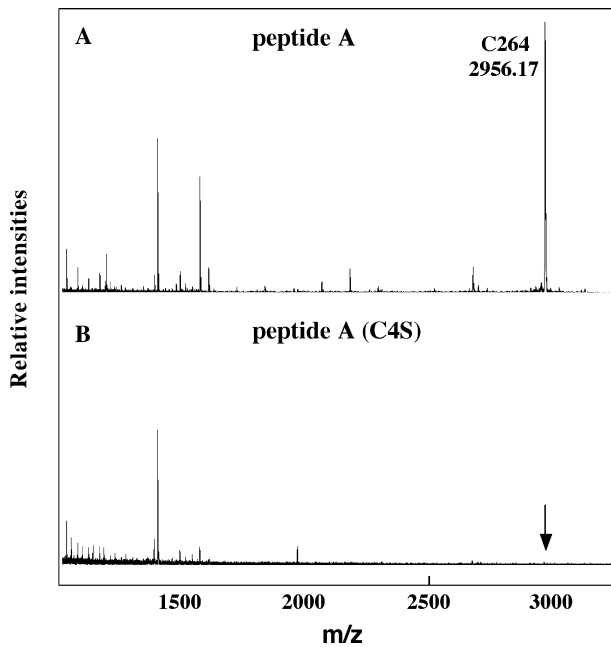 A
peptide A
C264
2956.17
B
peptide A (C4S)
Relative intensities
1500
2000
2500
3000
m/z